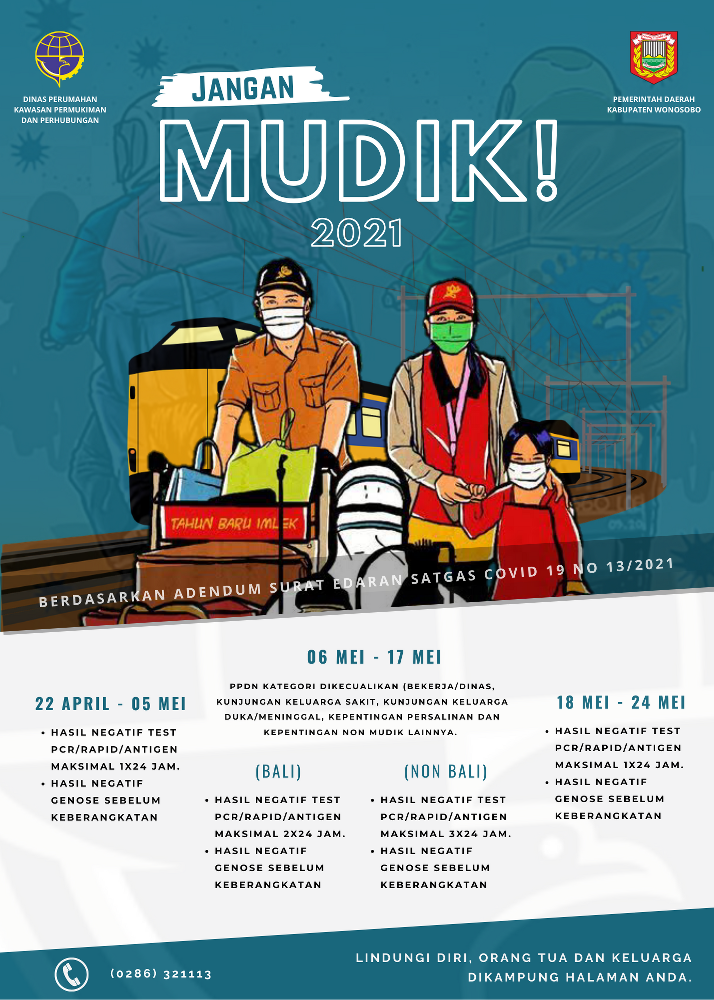 DINAS PERUMAHAN
KAWASAN PERMUKIMAN
DAN PERHUBUNGAN
PEMERINTAH DAERAH
KABUPATEN WONOSOBO
JANGAN
MUDIK!
2021
TAHUN BARU IMLEK
BERDASARKAN ADENDUM SURAT EDARAN SATGAS COVID 19 NO 13/2021
22 APRIL - 05 MEI
• HASIL NEGATIF TEST
PCR/RAPID/ANTIGEN
MAKSIMAL 1X24 JAM.
• HASIL NEGATIF
GENOSE SEBELUM
KEBERANGKATAN
06 MEI - 17 MEI
PPDN KATEGORI DIKECUALIKAN (BEKERJA/DINAS,
KUNJUNGAN KELUARGA SAKIT, KUNJUNGAN KELUARGA
DUKA/MENINGGAL, KEPENTINGAN PERSALINAN DAN
KEPENTINGAN NON MUDIK LAINNYA.
(BALI)
• HASIL NEGATIF TEST
PCR/RAPID/ANTIGEN
MAKSIMAL 2X24 JAM.
• HASIL NEGATIF
GENOSE SEBELUM
KEBERANGKATAN
(NON BALI)
• HASIL NEGATIF TEST
PCR/RAPID/ANTIGEN
MAKSIMAL 3X24 JAM.
• HASIL NEGATIF
GENOSE SEBELUM
KEBERANGKATAN
18 MEI - 24 MEI
• HASIL NEGATIF TEST
PCR/RAPID/ANTIGEN
MAKSIMAL 1X24 JAM.
• HASIL NEGATIF
GENOSE SEBELUM
KEBERANGKATAN
(0286) 321113
LINDUNGI DIRI, ORANG TUA DAN KELUARGA
DIKAMPUNG HALAMAN ANDA.